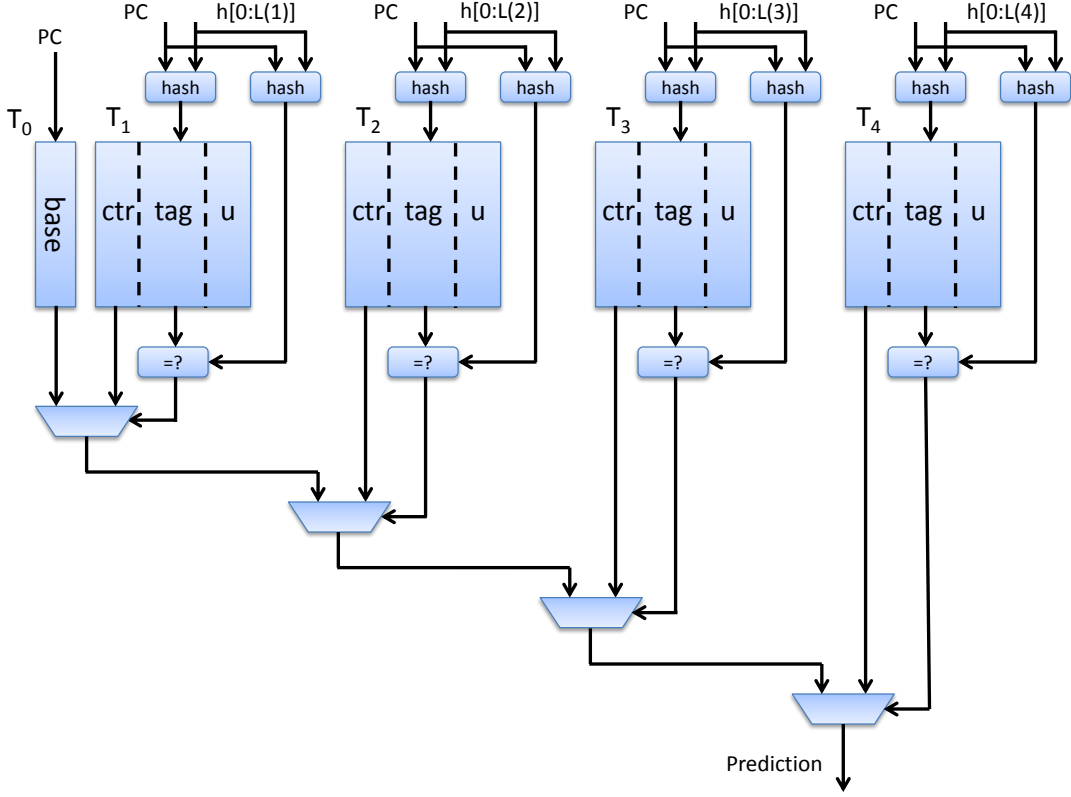 PC h[0:L(1)] PC h[0:L(2)] PC h[0:L(3)] PC h[0:L(4)]
PC
hash hash hash hash hash hash hash hash
T0 T1 T2 T3 T4
base ctr tag u ctr tag u ctr tag u ctr tag u
=? =? =? =?
Prediction